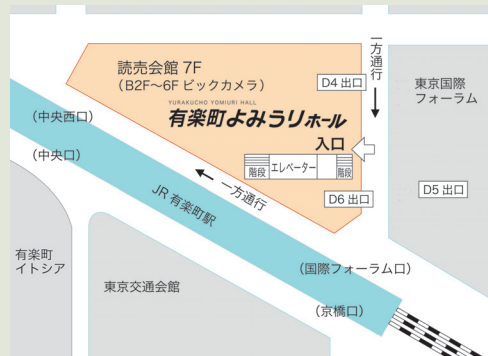 読売会館 7F
（B2F～6F ビックカメラ）
YURAKUCHO YOMIURI HALL
有楽町よみうりホール
入口
階段
エレベーター
階段
一方通行
D4 出口
東京国際
フォーラム
D5 出口
D6 出口
一方通行
（中央西口）
（中央口）
JR 有楽町駅
（国際フォーラム口）
（京橋口）
有楽町
イトシア
東京交通会館